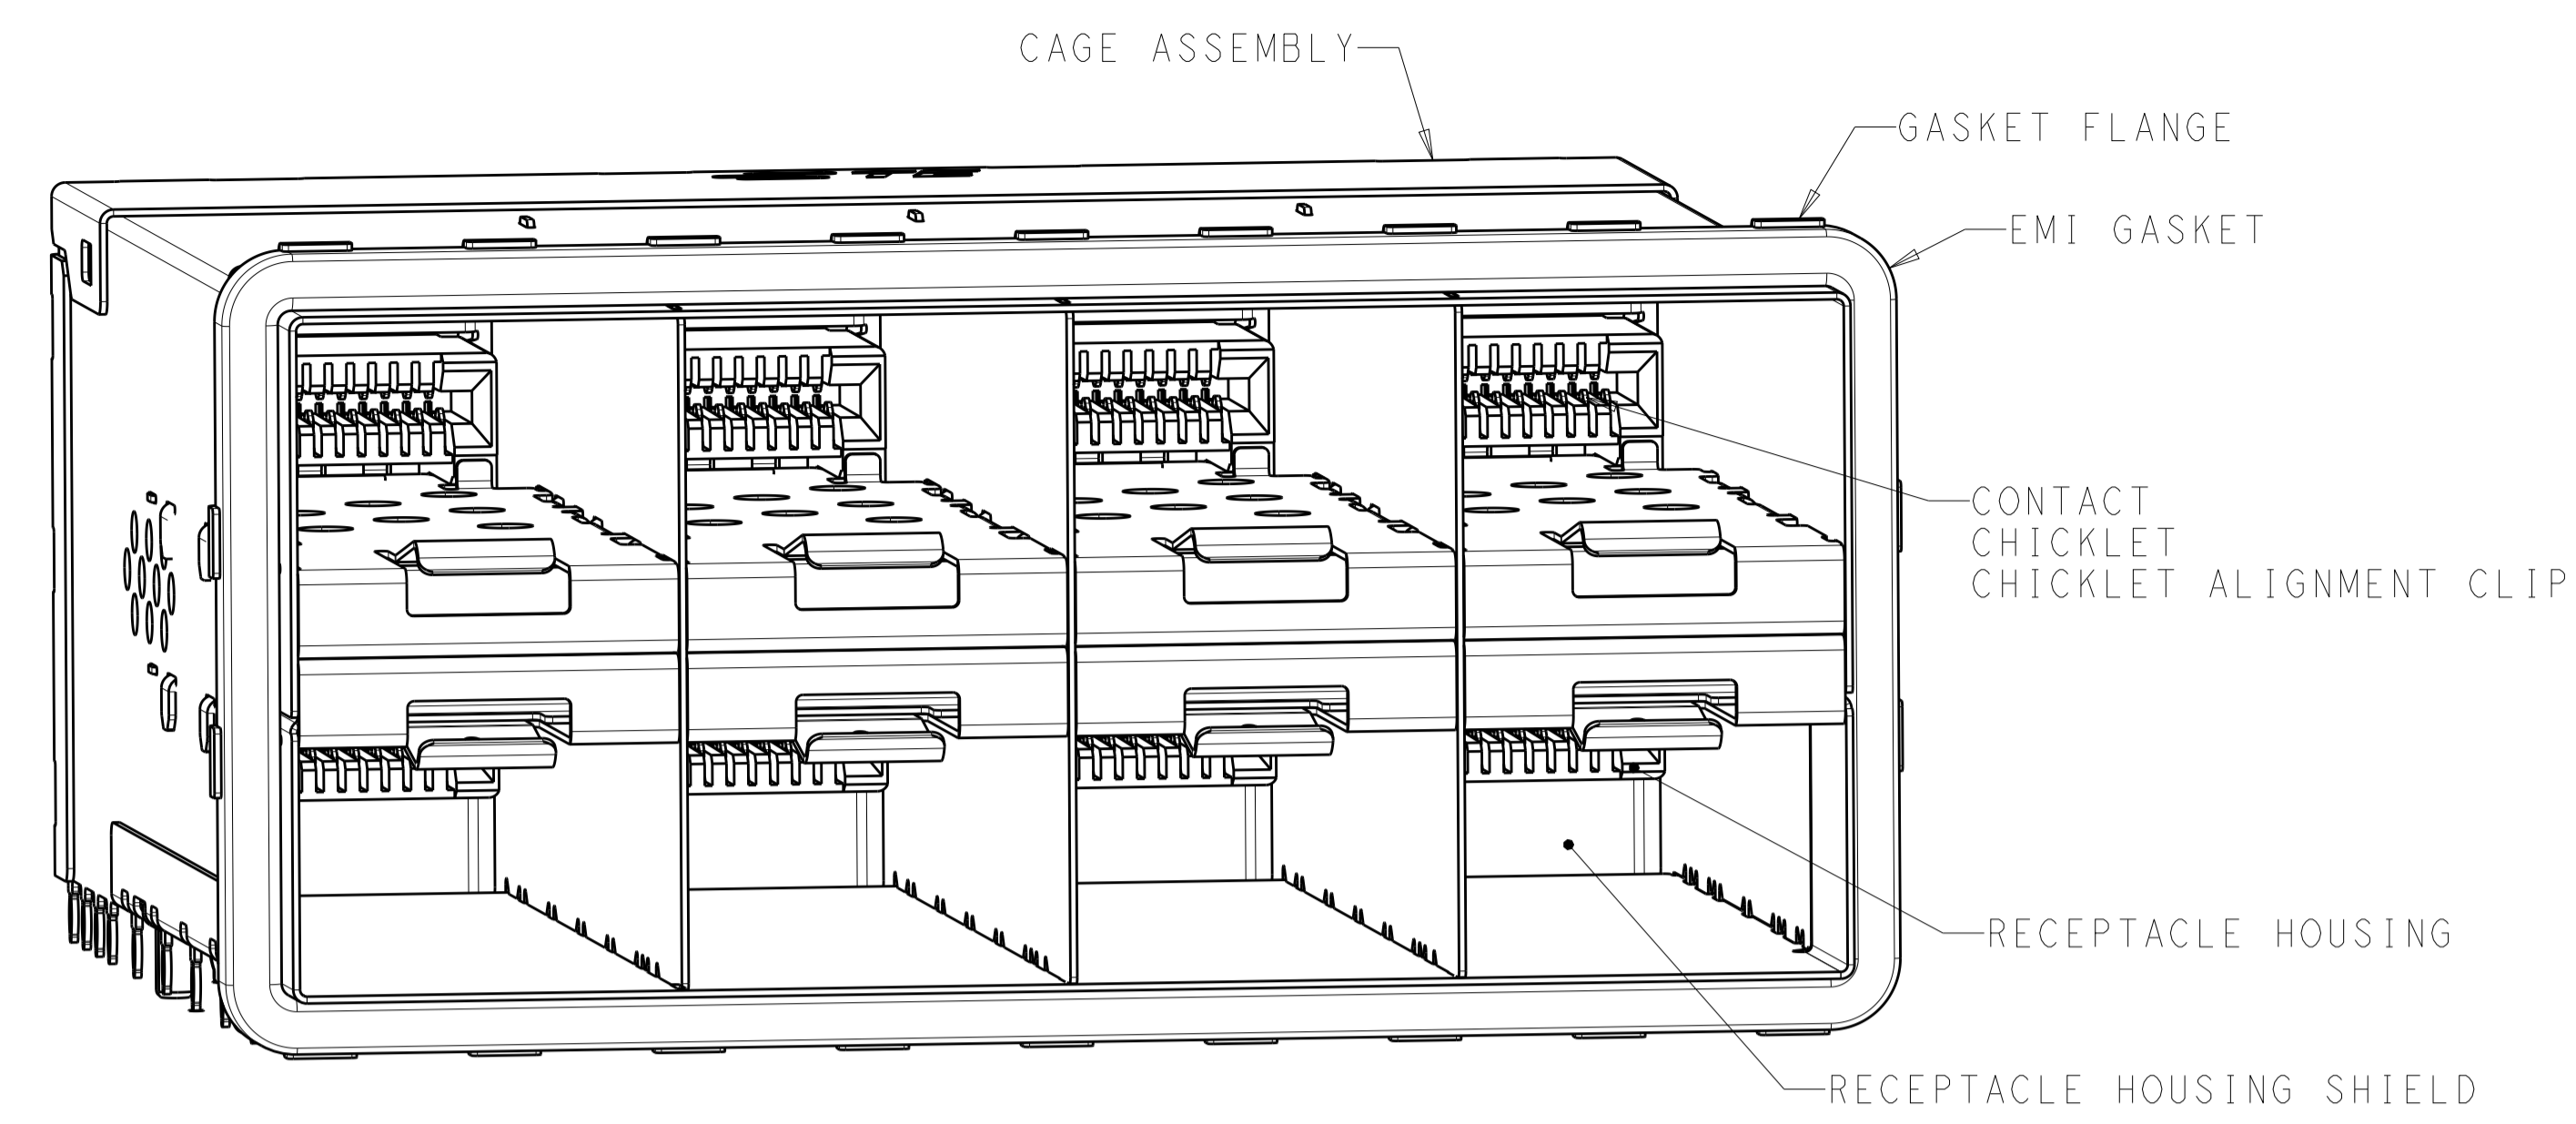 CAGE ASSEMBLY
GASKET FLANGE
EMI GASKET
CONTACT
CHICKLET
CHICKLET ALIGNMENT CLIP
RECEPTACLE HOUSING
RECEPTACLE HOUSING SHIELD